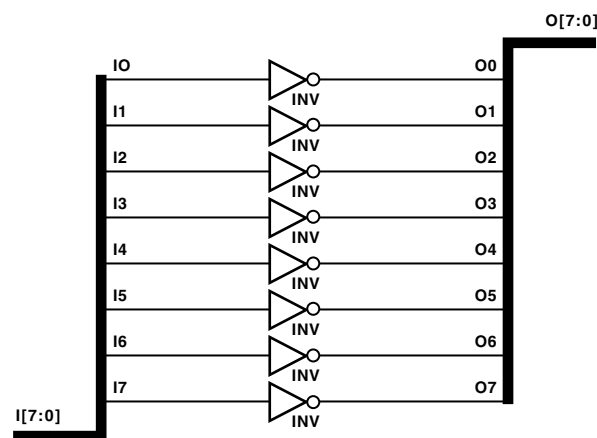 O[7:0]
IO O0
INV
I1 O1
INV
I2 O2
INV
I3 O3
INV
I4 O4
INV
I5 O5
INV
I6 O6
INV
I7 O7
INV
I[7:0]